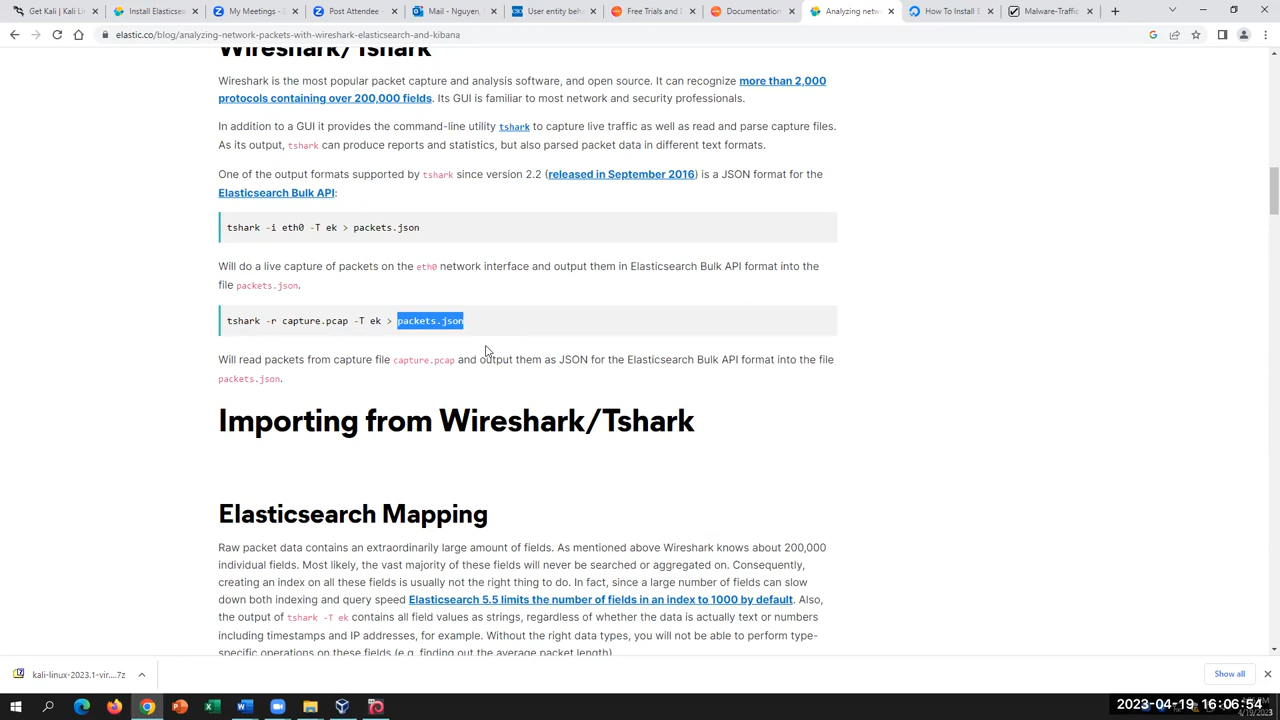 Get Kali | Kali Lin
Install Elasticsea
My Meetings - Z
Post Attendee -
Mail - Nguyen,
User entity behav
Free Trials and D
Documentation
Analyzing netwo
How To Install E
Malware-Traffic
elastic.co/blog/analyzing-network-packets-with-wireshark-elasticsearch-and-kibana
Wireshark/Tshark
Wireshark is the most popular packet capture and analysis software, and open source. It can recognize more than 2,000
protocols containing over 200,000 fields. Its GUI is familiar to most network and security professionals.
In addition to a GUI it provides the command-line utility tshark to capture live traffic as well as read and parse capture files.
As its output, tshark can produce reports and statistics, but also parsed packet data in different text formats.
One of the output formats supported by tshark since version 2.2 (released in September 2016) is a JSON format for the
Elasticsearch Bulk API:
tshark -i eth0 -T ek > packets.json
Will do a live capture of packets on the eth0 network interface and output them in Elasticsearch Bulk API format into the
file packets.json.
tshark -r capture.pcap -T ek > packets.json
Will read packets from capture file capture.pcap and output them as JSON for the Elasticsearch Bulk API format into the file
packets.json.
Importing from Wireshark/Tshark
Elasticsearch Mapping
Raw packet data contains an extraordinarily large amount of fields. As mentioned above Wireshark knows about 200,000
individual fields. Most likely, the vast majority of these fields will never be searched or aggregated on. Consequently,
creating an index on all these fields is usually not the right thing to do. In fact, since a large number of fields can slow
down both indexing and query speed Elasticsearch 5.5 limits the number of fields in an index to 1000 by default. Also,
the output of tshark -T ek contains all field values as strings, regardless of whether the data is actually text or numbers
including timestamps and IP addresses, for example. Without the right data types, you will not be able to perform type-
specific operations on these fields (e.g. finding out the average packet length).
kali-linux-2023.1-vir....7z
Show all
2023-04-19 16:06:54
4/19/2023